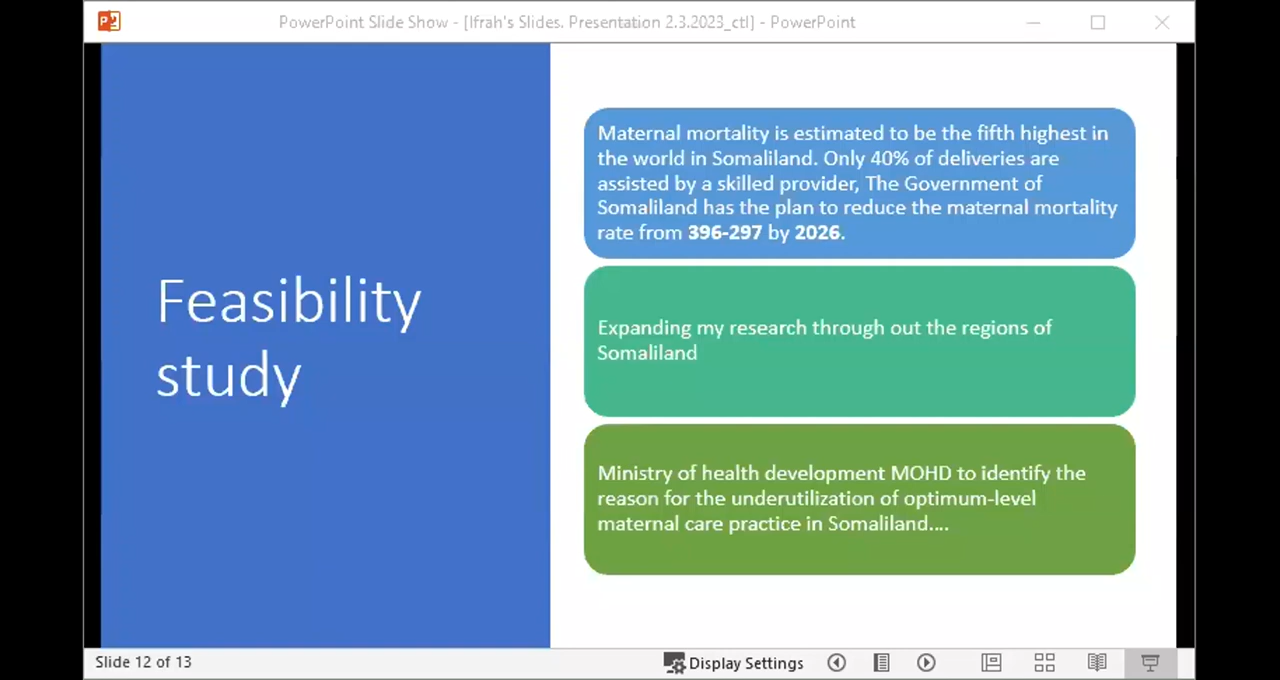 PowerPoint Slide Show - [Ifrah's Slides. Presentation 2.3.2023_ctl] - PowerPoint
Feasibility
study
Maternal mortality is estimated to be the fifth highest in
the world in Somaliland. Only 40% of deliveries are
assisted by a skilled provider, The Government of
Somaliland has the plan to reduce the maternal mortality
rate from 396-297 by 2026.
Expanding my research through out the regions of
Somaliland
Ministry of health development MOHD to identify the
reason for the underutilization of optimum-level
maternal care practice in Somaliland....
Slide 12 of 13
Display Settings